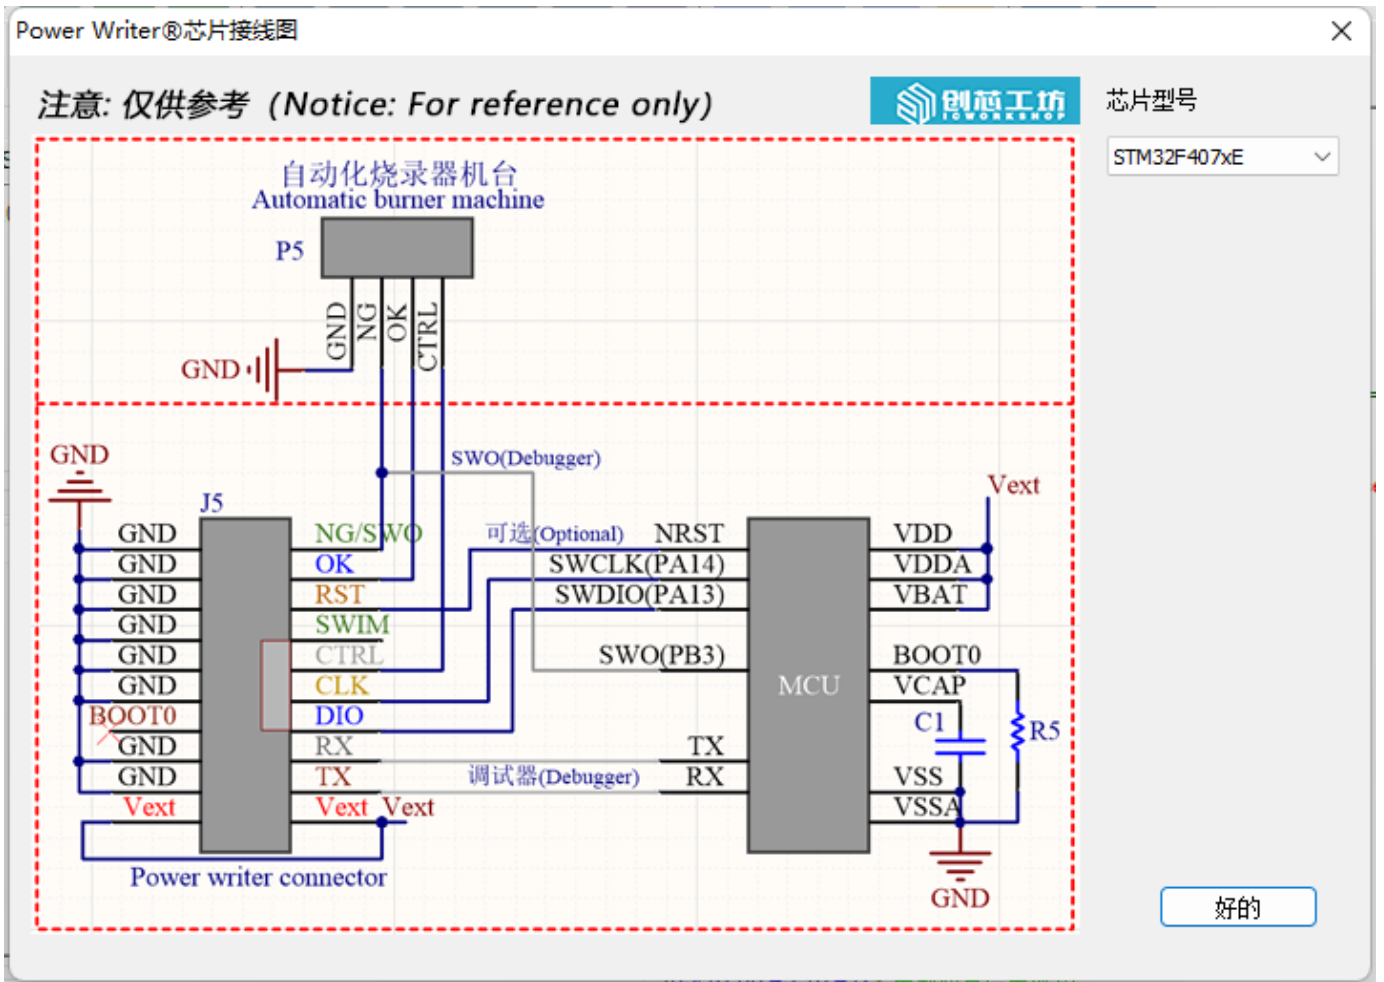 Power Writer®芯片接线图
注意: 仅供参考 (Notice: For reference only)
创芯工坊
ICWORKSHOP
芯片型号
STM32F407xE
自动化烧录器机台
Automatic burner machine
P5
GND
NG
OK
CTRL
GND
GND
SWO(Debugger)
Vext
J5
GND
NG/SWO
可选(Optional)
NRST
VDD
GND
OK
SWCLK(PA14)
VDDA
GND
RST
SWDIO(PA13)
VBAT
GND
SWIM
GND
CTRL
SWO(PB3)
BOOT0
GND
CLK
MCU
VCAP
BOOT0
DIO
C1
R5
GND
RX
TX
GND
TX
调试器(Debugger)
RX
VSS
Vext
Vext
Vext
VSSA
Power writer connector
GND
好的